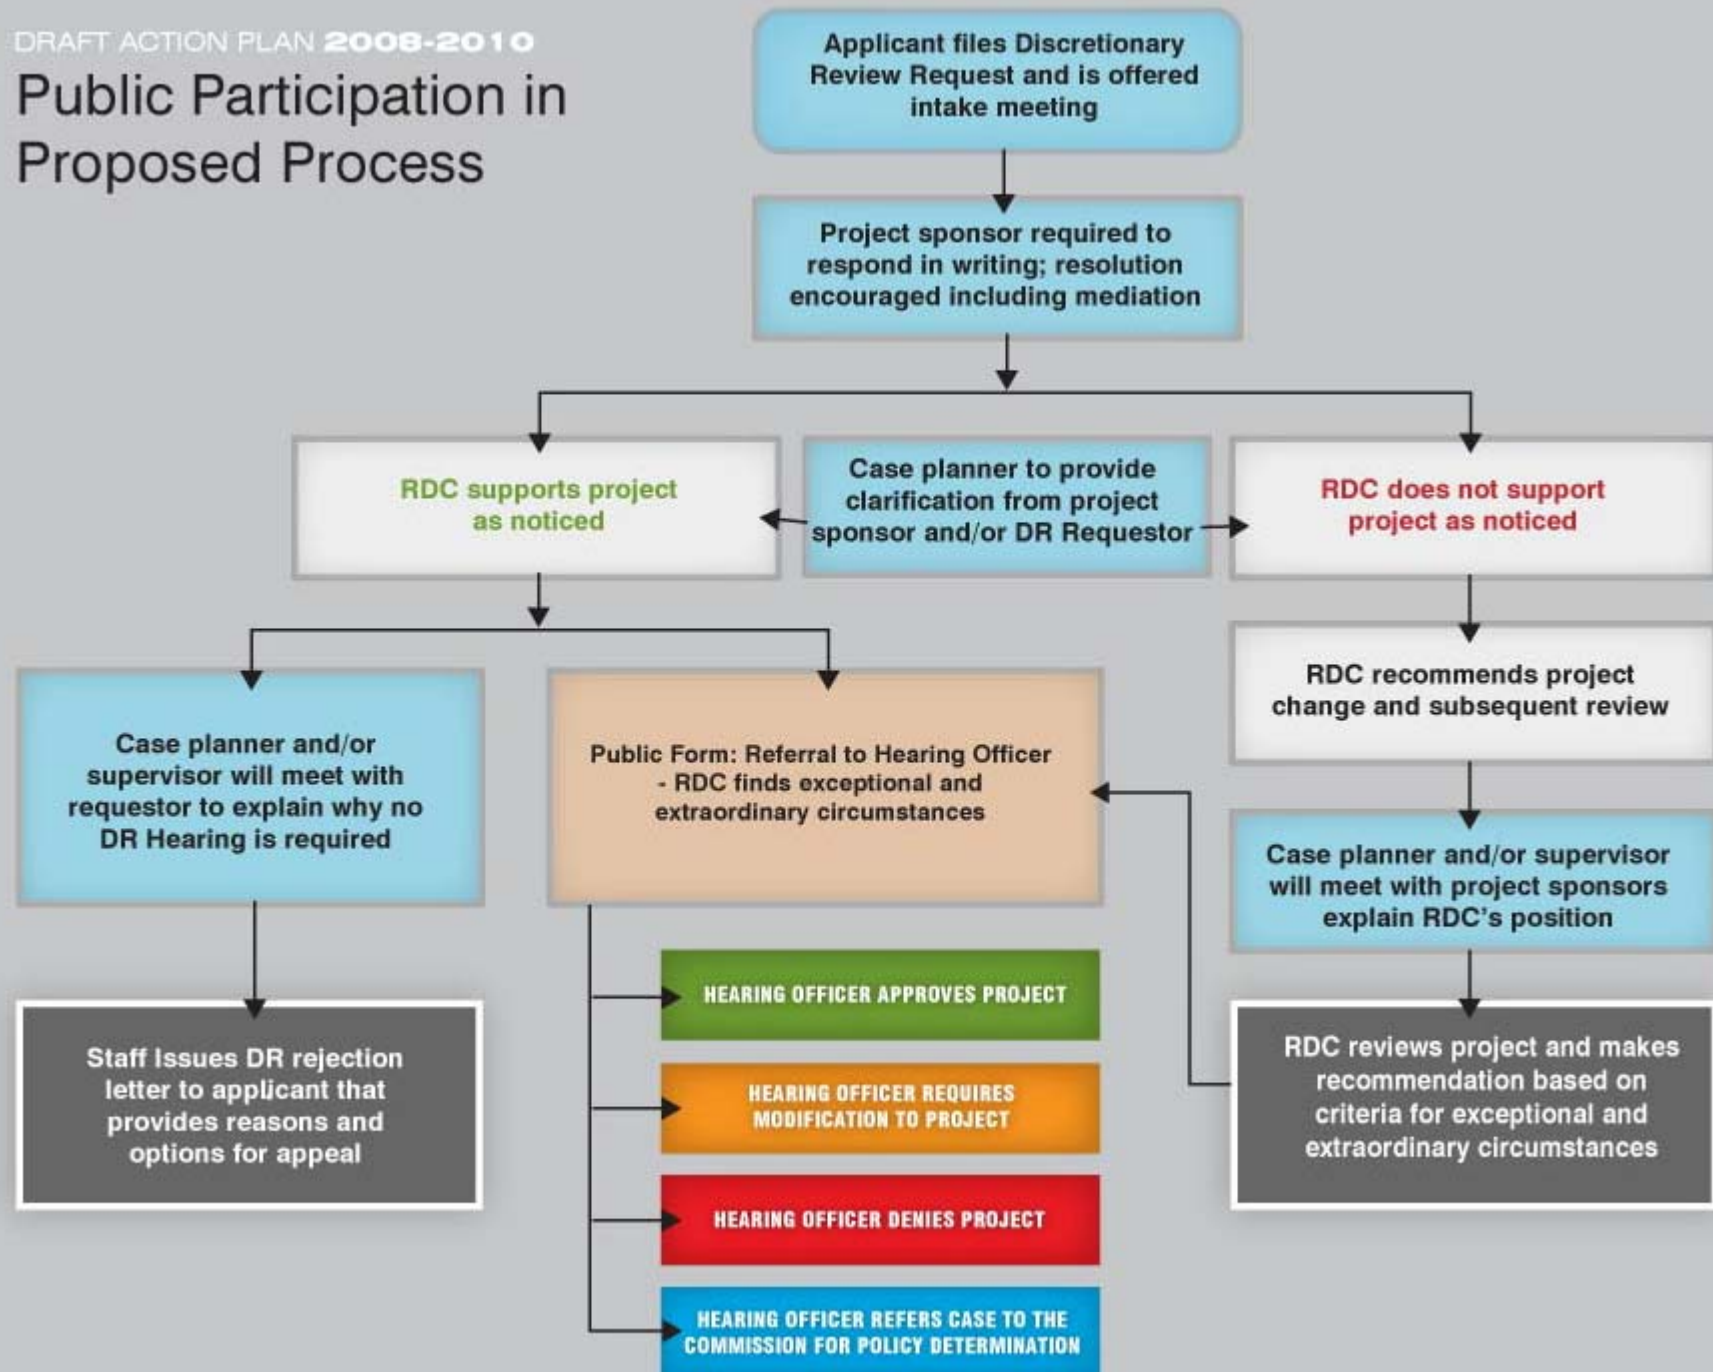 DRAFT ACTION PLAN 2008-2010
Public Participation in
Proposed Process
Applicant files Discretionary
Review Request and is offered
intake meeting
Project sponsor required to
respond in writing; resolution
encouraged including mediation
RDC supports project
as noticed
Case planner to provide
clarification from project
sponsor and/or DR Requestor
RDC does not support
project as noticed
Case planner and/or
supervisor will meet with
requestor to explain why no
DR Hearing is required
Public Form: Referral to Hearing Officer
- RDC finds exceptional and
extraordinary circumstances
RDC recommends project
change and subsequent review
Case planner and/or supervisor
will meet with project sponsors
explain RDC's position
Staff Issues DR rejection
letter to applicant that
provides reasons and
options for appeal
HEARING OFFICER APPROVES PROJECT
HEARING OFFICER REQUIRES
MODIFICATION TO PROJECT
HEARING OFFICER DENIES PROJECT
HEARING OFFICER REFERS CASE TO THE
COMMISSION FOR POLICY DETERMINATION
RDC reviews project and makes
recommendation based on
criteria for exceptional and
extraordinary circumstances